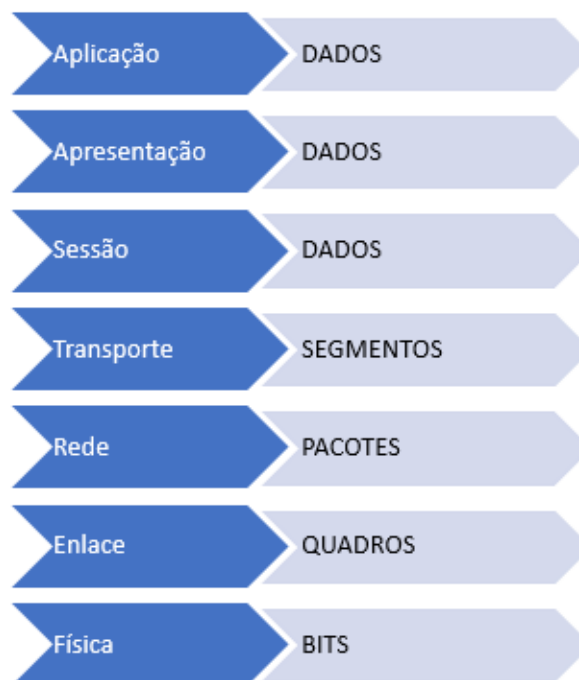 Aplicação DADOS
Apresentação DADOS
Sessão DADOS
Transporte SEGMENTOS
Rede PACOTES
Enlace QUADROS
Física BITS